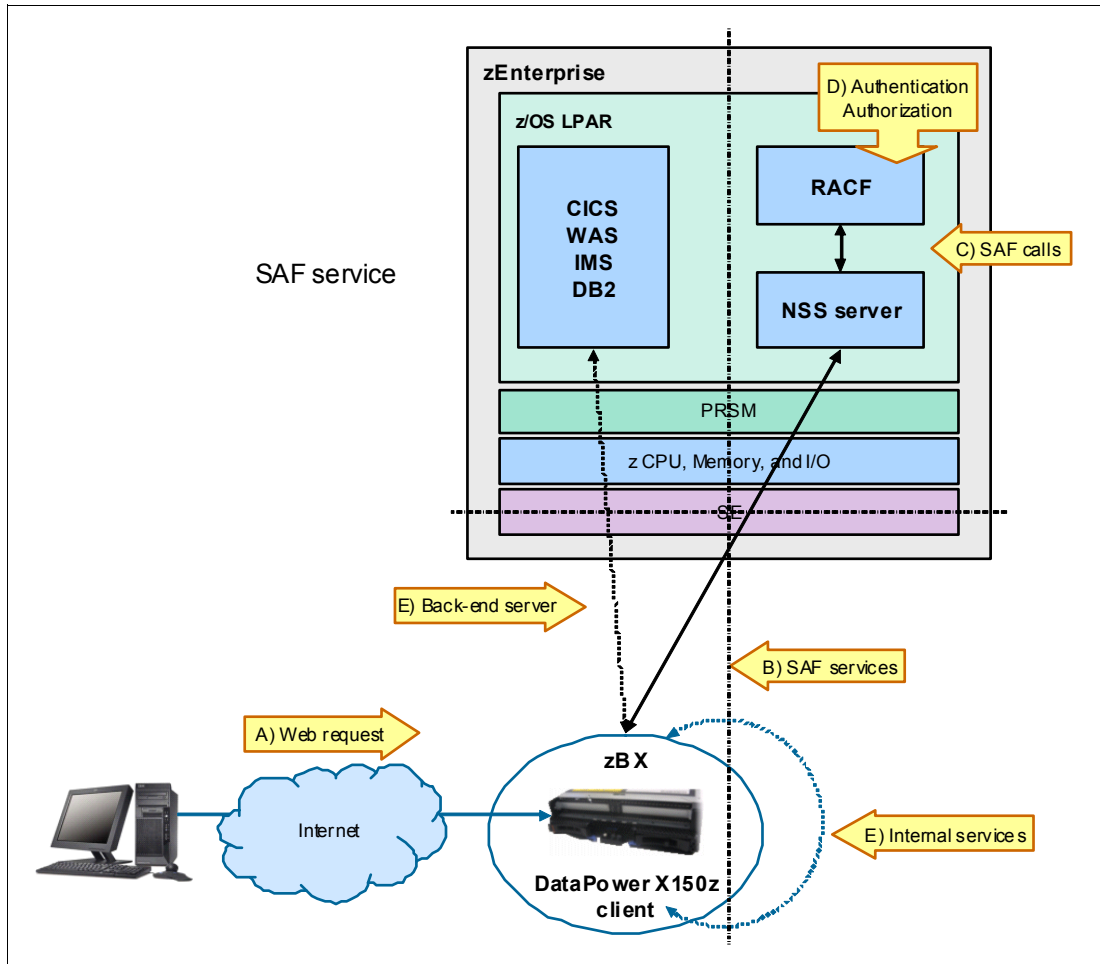 zEnterprise
D) Authentication
Authorization
z/OS LPAR
CICS
WAS
IMS
DB2
RACF
C) SAF calls
SAF service
NSS server
PRSM
z CPU, Memory, and I/O
SE
E) Back-end server
B) SAF services
A) Web request
zBX
Internet
E) Internal services
DataPower X150z
client